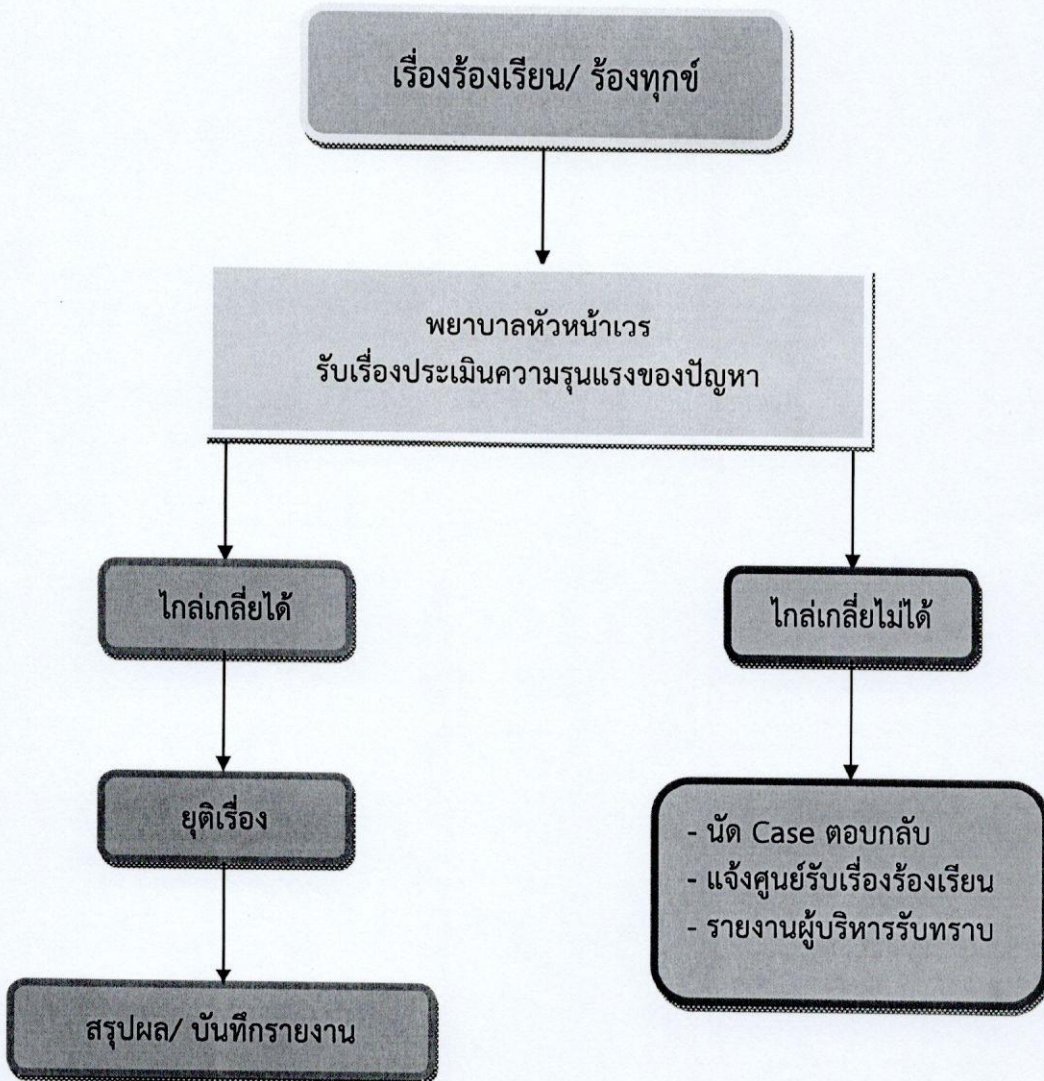 เรื่องร้องเรียน/ ร้องทุกข์
พยาบาลหัวหน้าเวร
รับเรื่องประเมินความรุนแรงของปัญหา
ไกล่เกลี่ยได้
ไกล่เกลี่ยไม่ได้
ยุติเรื่อง
- นัด Case ตอบกลับ
- แจ้งศูนย์รับเรื่องร้องเรียน
- รายงานผู้บริหารรับทราบ
สรุปผล/ บันทึกรายงาน